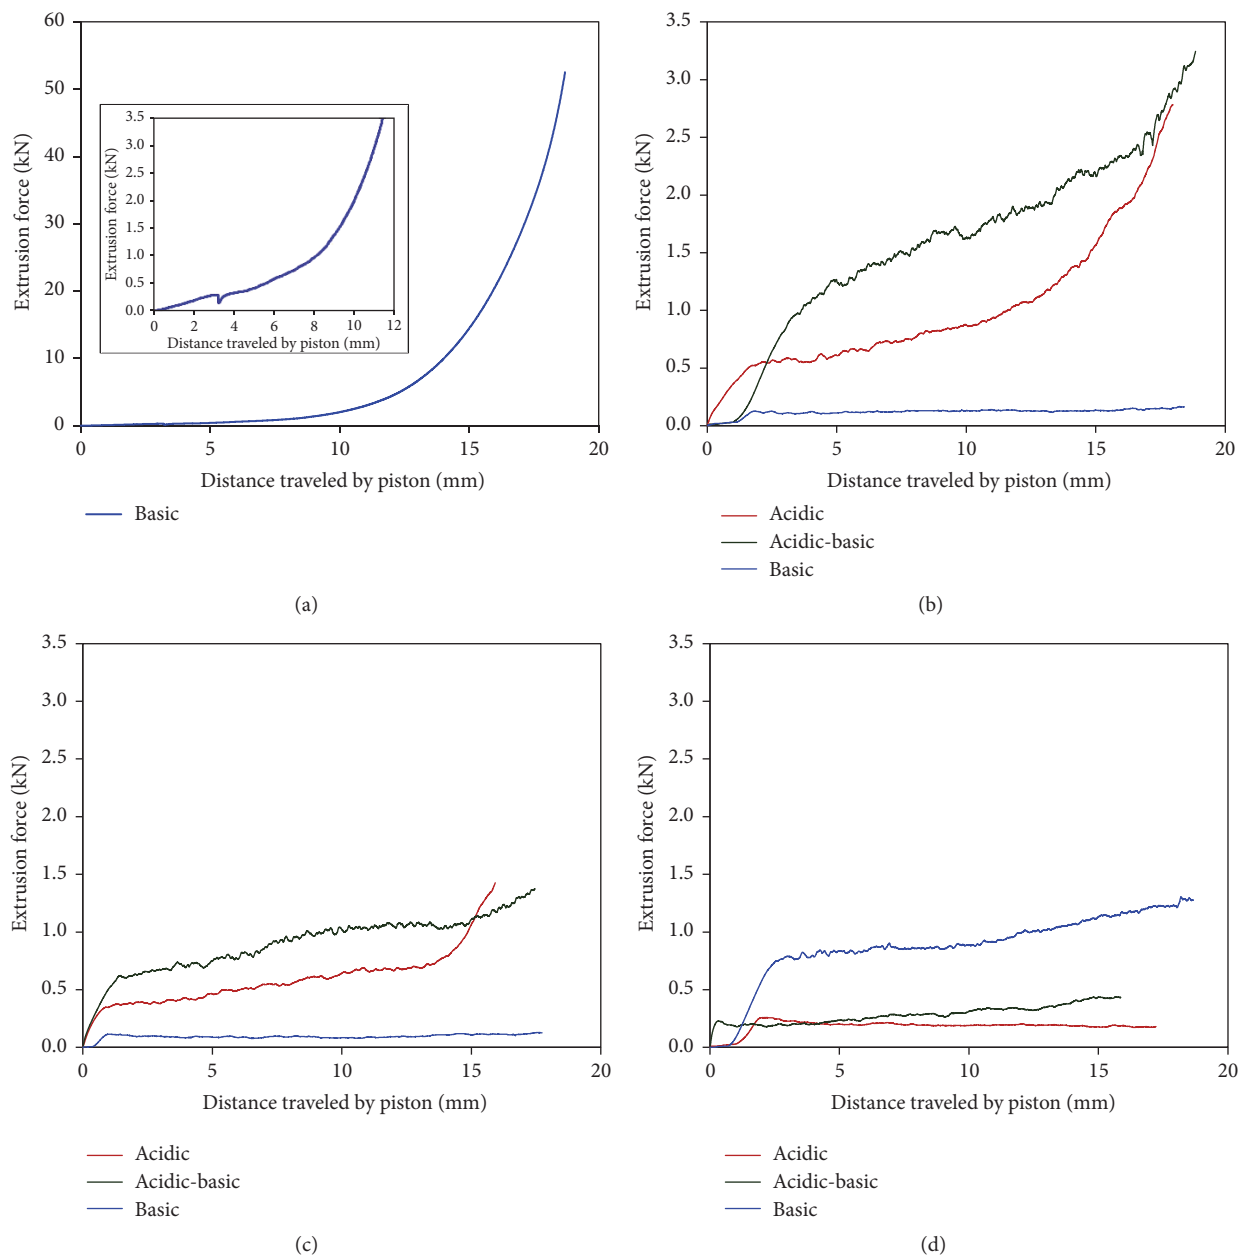 60
50
40
30
20
10
0
Extrusion force (kN)
3.5
3.0
2.5
2.0
1.5
1.0
0.5
0.0
Extrusion force (kN)
0 2 4 6 8 10 12
Distance traveled by piston (mm)
0 5 10 15 20
Distance traveled by piston (mm)
Basic
(a)
3.5
3.0
2.5
2.0
1.5
1.0
0.5
0.0
Extrusion force (kN)
0 5 10 15 20
Distance traveled by piston (mm)
Acidic
Acidic-basic
Basic
(b)
3.5
3.0
2.5
2.0
1.5
1.0
0.5
0.0
Extrusion force (kN)
0 5 10 15 20
Distance traveled by piston (mm)
Acidic
Acidic-basic
Basic
(c)
3.5
3.0
2.5
2.0
1.5
1.0
0.5
0.0
Extrusion force (kN)
0 5 10 15 20
Distance traveled by piston (mm)
Acidic
Acidic-basic
Basic
(d)